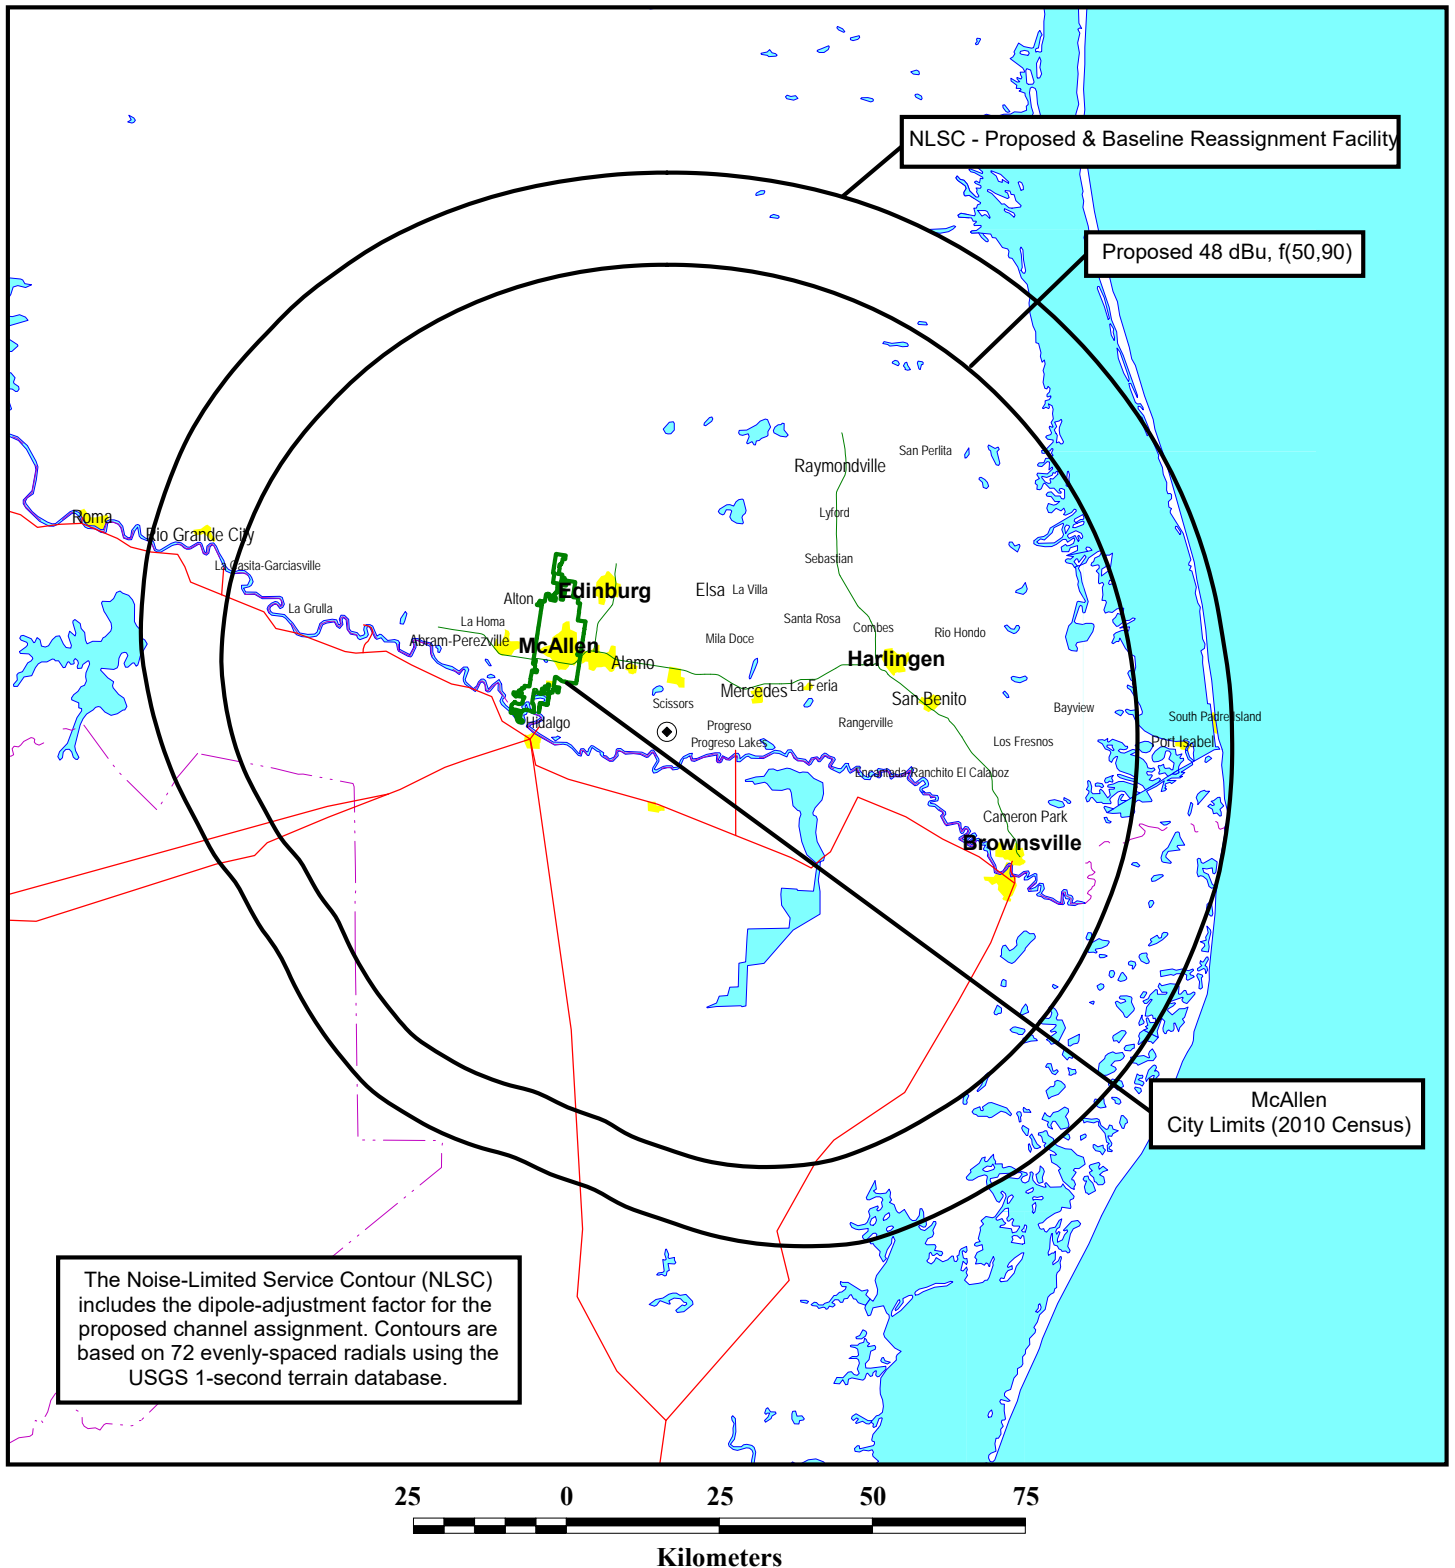 NLSC - Proposed & Baseline Reassignment Facility
Proposed 48 dBu, f(50,90)
San Perlita
Raymondville
Lyford
Roma
Rio Grande City
Sebastian
La Casita-Garciasville
Edinburg
Elsa
La Villa
Alton
La Grulla
La Homa
Santa Rosa
Combes
Rio Hondo
Mila Doce
Abram-Perezville
McAllen
Harlingen
Alamo
Mercedes
La Feria
San Benito
Scissors
Bayview
South Padre Island
Hidalgo
Progreso
Rangerville
Progreso Lakes
Los Fresnos
Port Isabel
Encantada-Ranchito El Calaboz
Cameron Park
Brownsville
McAllen
City Limits (2010 Census)
The Noise-Limited Service Contour (NLSC)
includes the dipole-adjustment factor for the
proposed channel assignment. Contours are
based on 72 evenly-spaced radials using the
USGS 1-second terrain database.
25 0 25 50 75
Kilometers